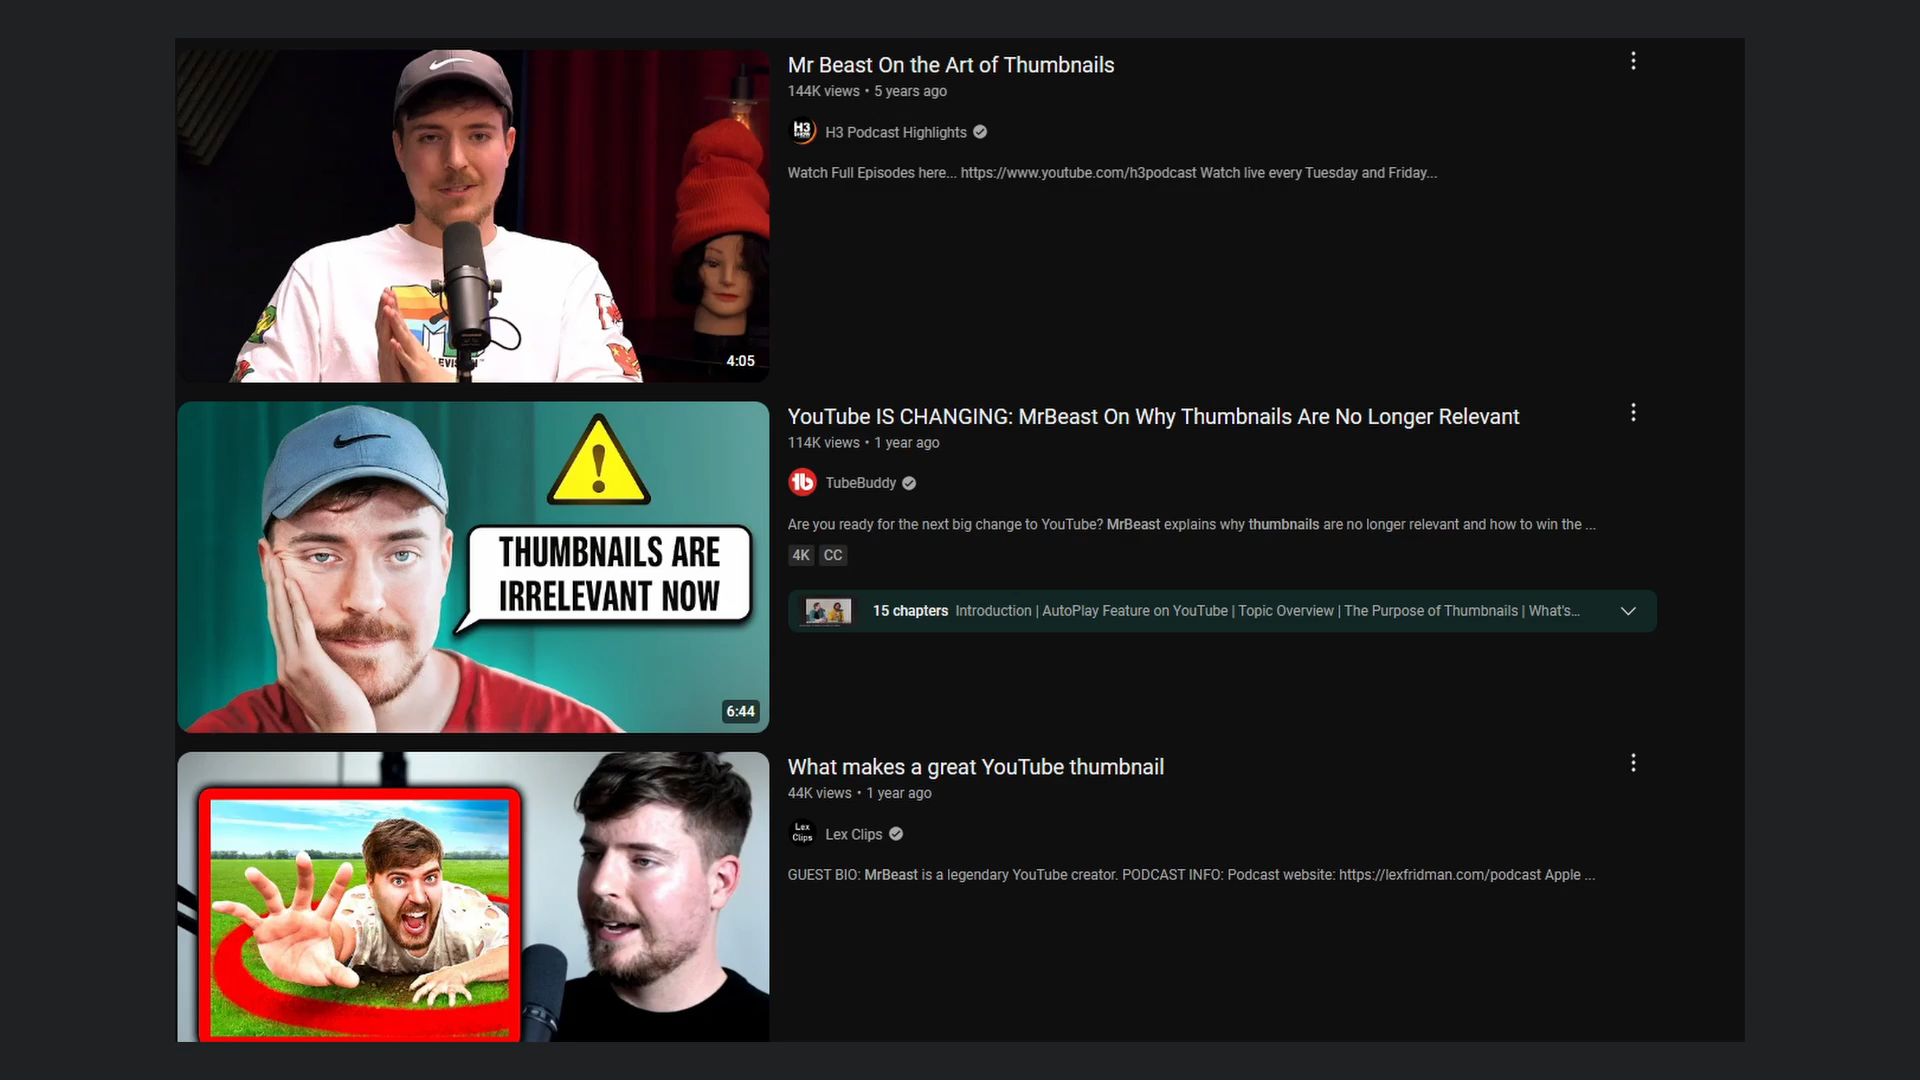 Mr Beast On the Art of Thumbnails
144K views • 5 years ago
H3 Podcast Highlights
Watch Full Episodes here... https://www.youtube.com/h3podcast Watch live every Tuesday and Friday...
4:05
YouTube IS CHANGING: MrBeast On Why Thumbnails Are No Longer Relevant
114K views • 1 year ago
TubeBuddy
Are you ready for the next big change to YouTube? MrBeast explains why thumbnails are no longer relevant and how to win the ...
4K CC
15 chapters Introduction | AutoPlay Feature on YouTube | Topic Overview | The Purpose of Thumbnails | What's...
THUMBNAILS ARE
IRRELEVANT NOW
6:44
What makes a great YouTube thumbnail
44K views • 1 year ago
Lex
Clips
Lex Clips
GUEST BIO: MrBeast is a legendary YouTube creator. PODCAST INFO: Podcast website: https://lexfridman.com/podcast Apple ...